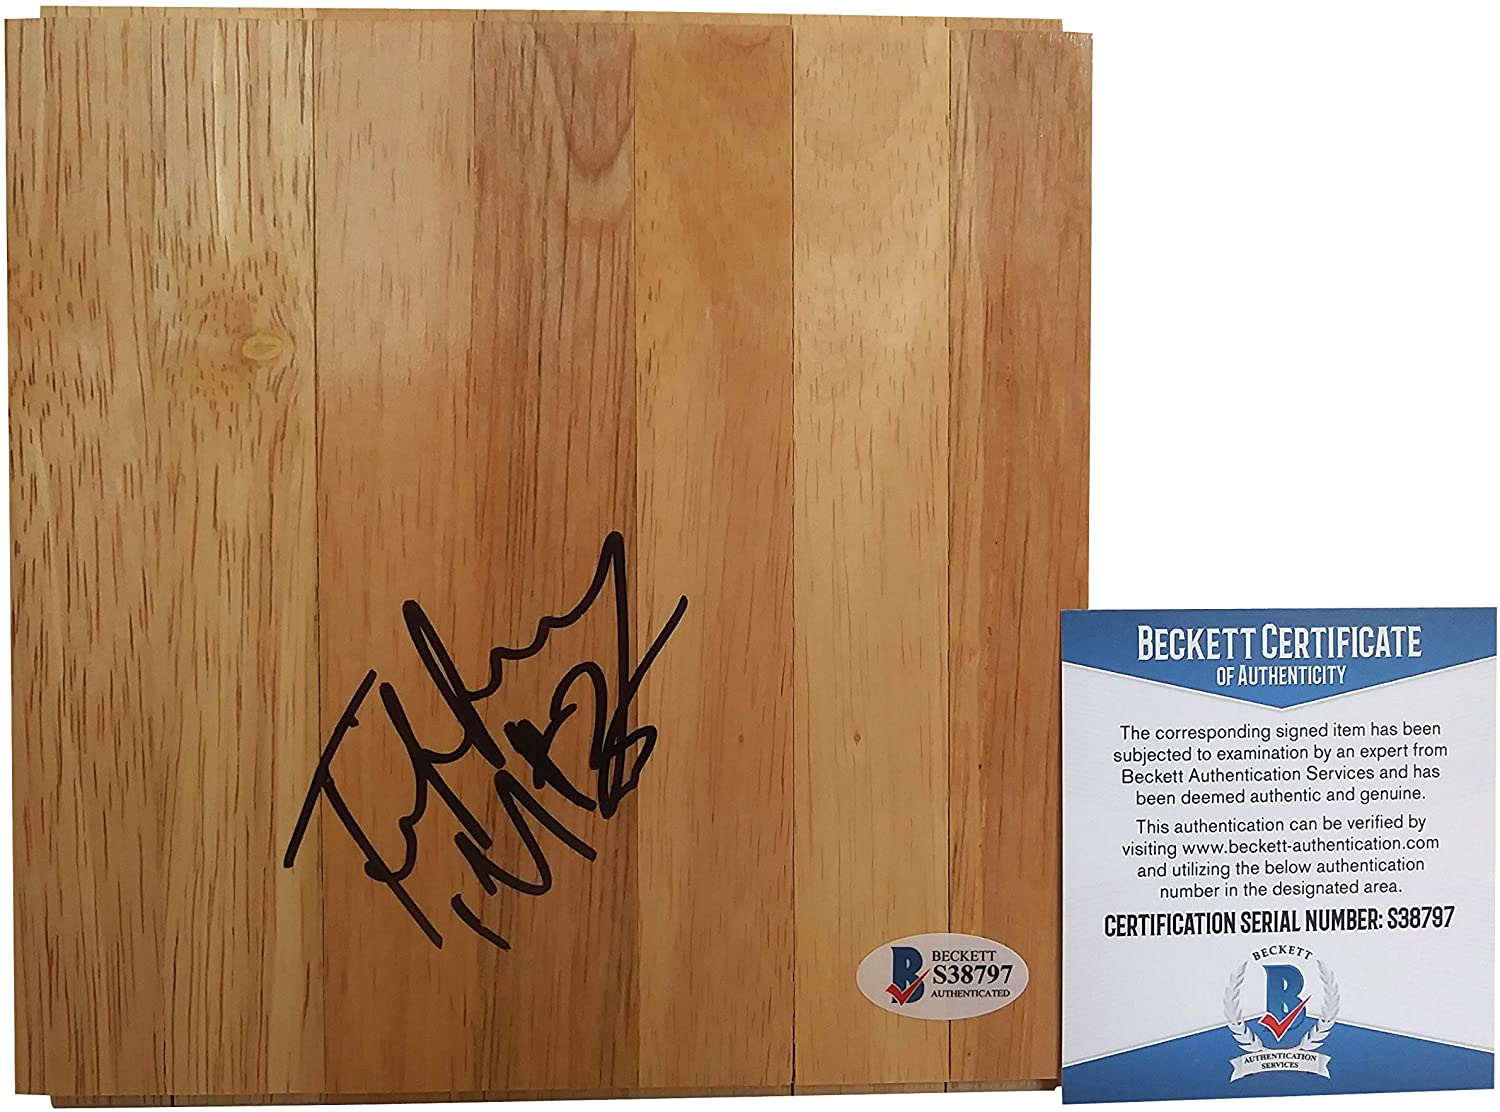 BECKETT
S38797
AUTHENTICATED
BECKETT CERTIFICATE
OF AUTHENTICITY
The corresponding signed item has been
subjected to examination by an expert from
Beckett Authentication Services and has
been deemed authentic and genuine.
This authentication can be verified by
visiting www.beckett-authentication.com
and utilizing the below authentication
number in the designated area.
CERTIFICATION SERIAL NUMBER: S38797
BECKETT
B
AUTHENTICATION
SERVICES